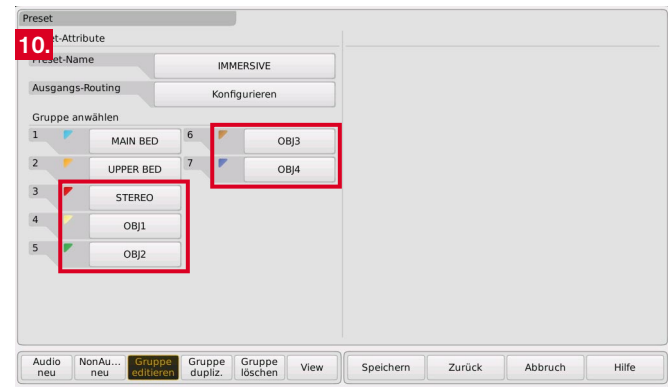 Preset
10.
t-Attribute
Preset-Name
IMMERSIVE
Ausgangs-Routing
Konfigurieren
Gruppe anwählen
1 MAIN BED 6 OBJ3
2 UPPER BED 7 OBJ4
3 STEREO
4 OBJ1
5 OBJ2
Audio neu
NonAu... neu
Gruppe editieren
Gruppe dupliz.
Gruppe löschen
View
Speichern
Zurück
Abbruch
Hilfe